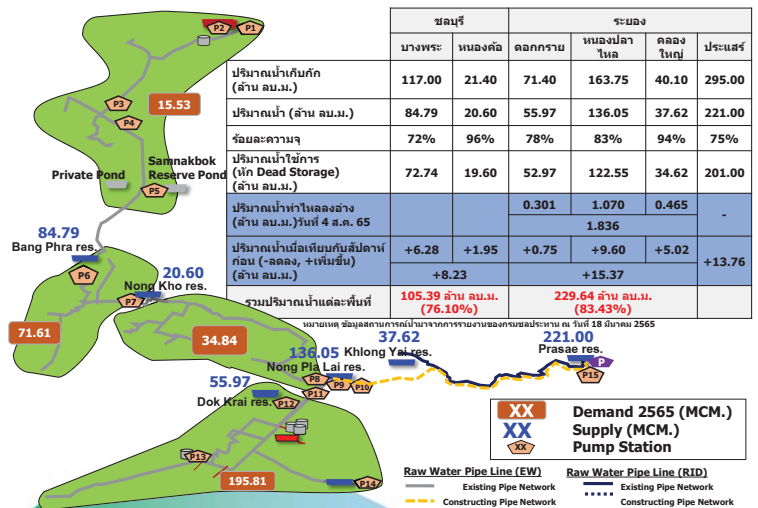 ชลบุรี ระยอง
บางพระ หนองค้อ ดอกกราย หนองปลาไหล คลองใหญ่ ประแสร์
ปริมาณน้ำเก็บกัก
(ล้าน ลบ.ม.) 117.00 21.40 71.40 163.75 40.10 295.00
ปริมาณน้ำ (ล้าน ลบ.ม.) 84.79 20.60 55.97 136.05 37.62 221.00
ร้อยละความจุ 72% 96% 78% 83% 94% 75%
ปริมาณน้ำใช้การ
(หัก Dead Storage)
(ล้าน ลบ.ม.) 72.74 19.60 52.97 122.55 34.62 201.00
ปริมาณน้ำท่าไหลลงอ่าง
(ล้าน ลบ.ม.)วันที่ 4 ส.ค. 65 0.301 1.070 0.465 -
1.836
ปริมาณน้ำเมื่อเทียบกับสัปดาห์
ก่อน (-ลดลง, +เพิ่มขึ้น)
(ล้าน ลบ.ม.) +6.28 +1.95 +0.75 +9.60 +5.02 +13.76
+8.23 +15.37
รวมปริมาณน้ำแต่ละพื้นที่ 105.39 ล้าน ลบ.ม. 229.64 ล้าน ลบ.ม.
(76.10%) (83.43%)
หมายเหตุ ข้อมูลสถานการณ์น้ำมาจากการรายงานของกรมชลประทาน ณ วันที่ 18 มีนาคม 2565
P2 P1
P3 15.53
P4
Private Pond
Samnakbok
Reserve Pond
P5
84.79
Bang Phra res.
P6
20.60
Nong Kho res.
P7
71.61
34.84
136.05
Nong Pla Lai res.
37.62
Khlong Yai res.
221.00
Prasae res.
P
P15
P8 P9 P10
P11
55.97
Dok Krai res.
P12
P13
195.81
P14
XX Demand 2565 (MCM.)
XX Supply (MCM.)
XX Pump Station
Raw Water Pipe Line (EW)
Existing Pipe Network
Constructing Pipe Network
Raw Water Pipe Line (RID)
Existing Pipe Network
Constructing Pipe Network